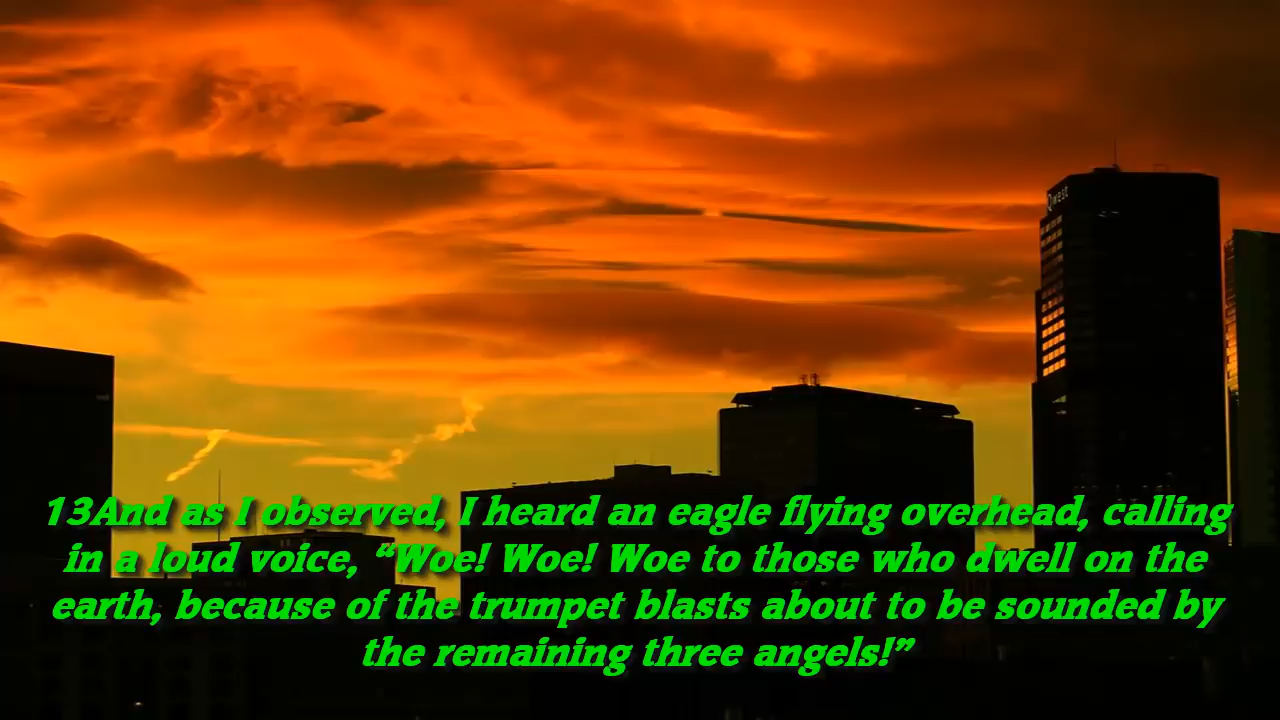 Qwest
13And as I observed, I heard an eagle flying overhead, calling
in a loud voice, “Woe! Woe! Woe to those who dwell on the
earth, because of the trumpet blasts about to be sounded by
the remaining three angels!”